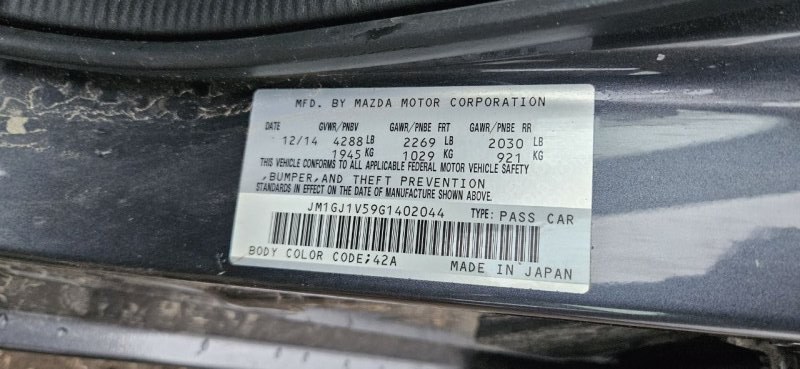 MFD. BY MAZDA MOTOR CORPORATION
DATE GVWR/PNBV GAWR/PNBE FRT GAWR/PNBE RR
12/14 4288 LB 2269 LB 2030 LB
1945 KG 1029 KG 921 KG
THIS VEHICLE CONFORMS TO ALL APPLICABLE FEDERAL MOTOR VEHICLE SAFETY
,BUMPER,AND THEFT PREVENTION
STANDARDS IN EFFECT ON THE DATE OF MANUFACTURE SHOWN ABOVE.
JM1GJ1V59G1402044 TYPE: PASS CAR
BODY COLOR CODE;42A MADE IN JAPAN